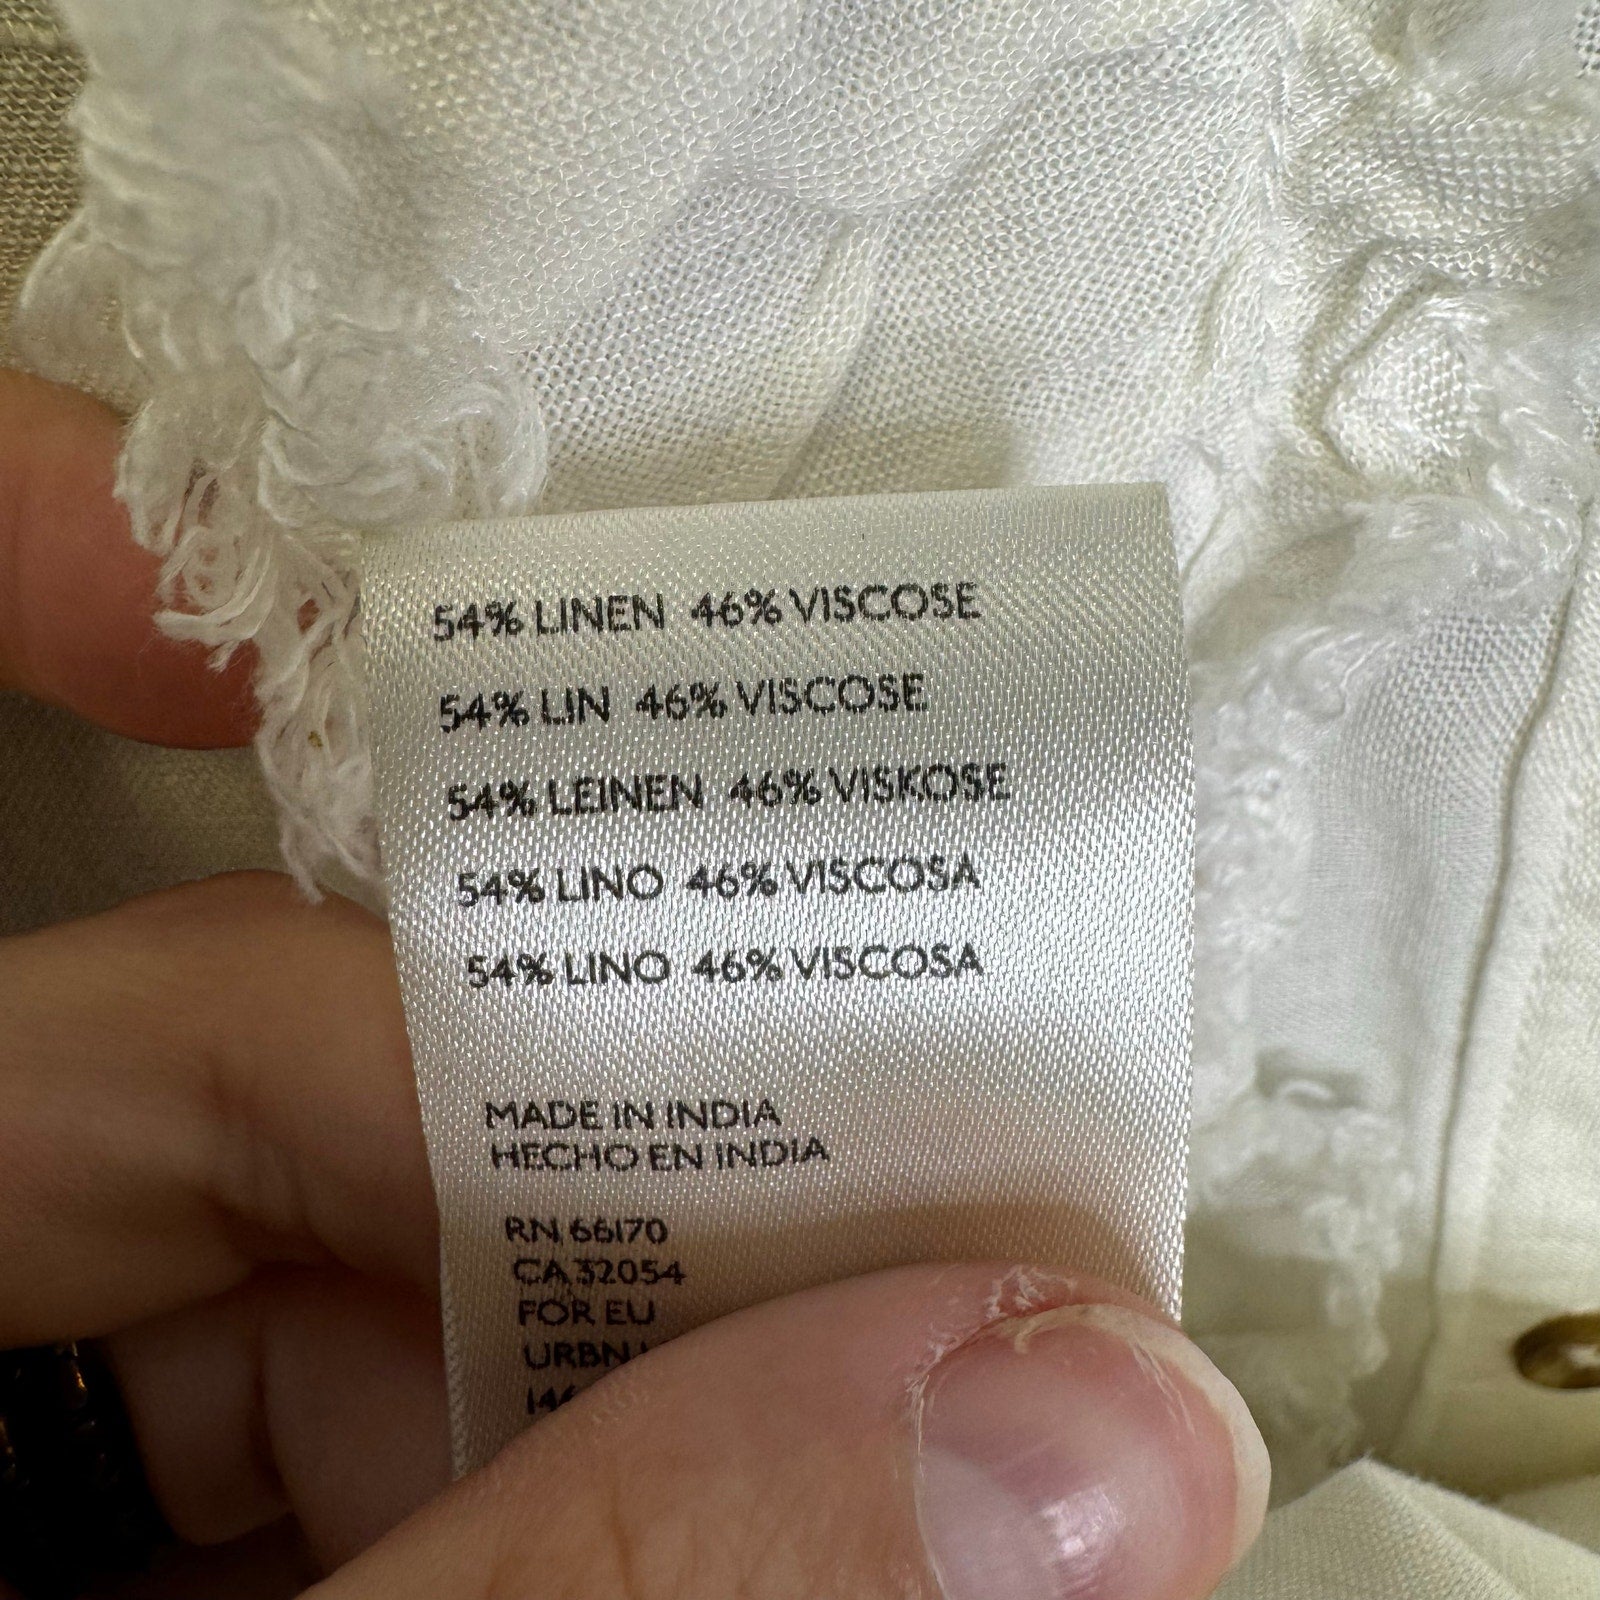 54% LINEN 46% VISCOSE
54% LIN 46% VISCOSE
54% LEINEN 46% VISKOSE
54% LINO 46% VISCOSA
54% LINO 46% VISCOSA
MADE IN INDIA
HECHO EN INDIA
RN 66170
CA 32054
FOR EU
URBN